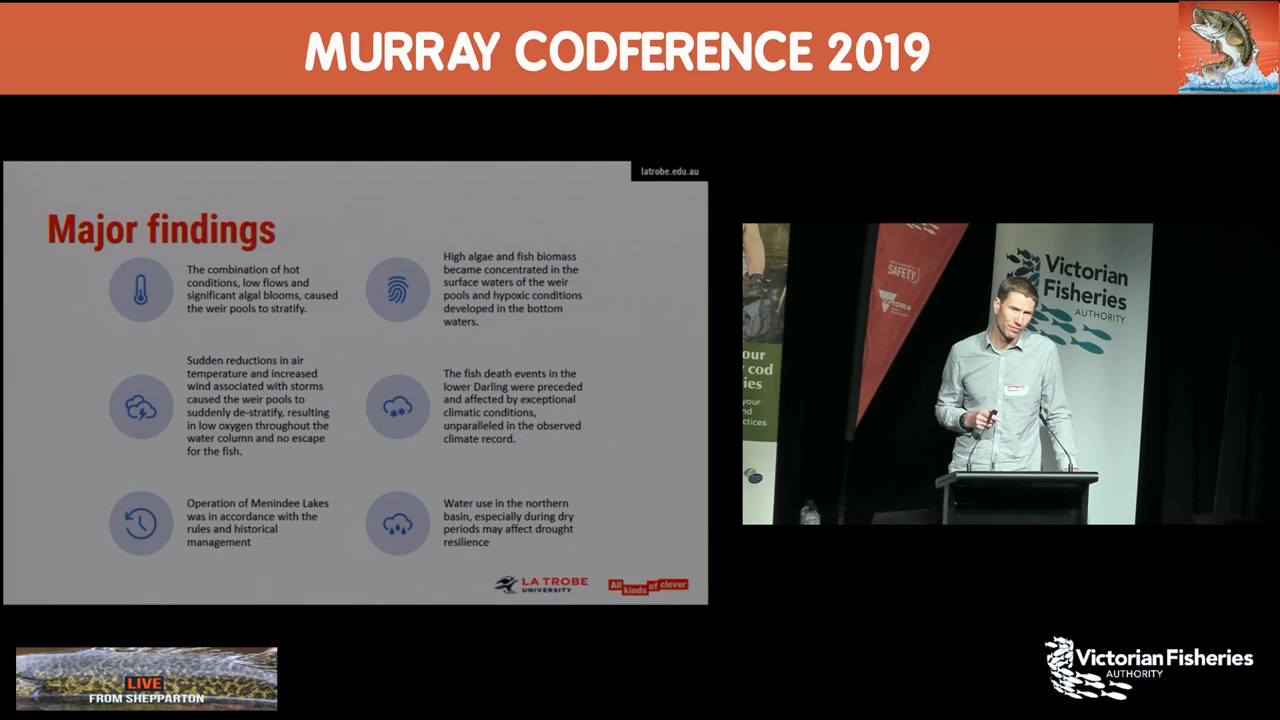 MURRAY CODFERENCE 2019
latrobe.edu.au
Major findings
The combination of hot
conditions, low flows and
significant algal blooms, caused
the weir pools to stratify.
High algae and fish biomass
became concentrated in the
surface waters of the weir
pools and hypoxic conditions
developed in the bottom
waters.
Sudden reductions in air
temperature and increased
wind associated with storms
caused the weir pools to
suddenly de-stratify, resulting
in low oxygen throughout the
water column and no escape
for the fish.
The fish death events in the
lower Darling were preceded
and affected by exceptional
climatic conditions,
unparalleled in the observed
climate record.
Operation of Menindee Lakes
was in accordance with the
rules and historical
management
Water use in the northern
basin, especially during dry
periods may affect drought
resilience
LA TROBE
UNIVERSITY
All kinds of clever
SAFETY
VICTORIA
Victorian
Fisheries
AUTHORITY
our
y cod
ies
your
nd
ctices
LIVE
FROM SHEPPARTON
Victorian Fisheries
AUTHORITY